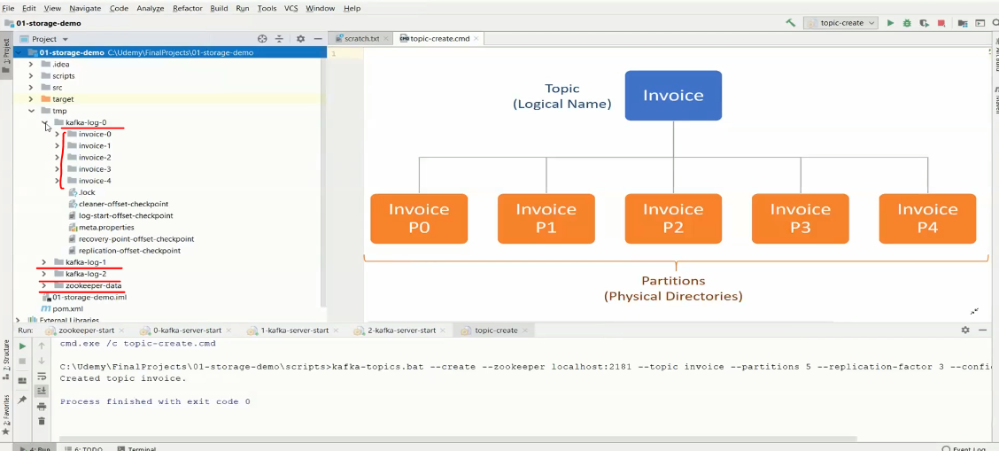 File Edit View Navigate Code Analyze Refactor Build Run Tools VCS Window Help
01-storage-demo
topic-create
Project
scratch.txt
topic-create.cmd
1: Project
01-storage-demo C:\Udemy\FinalProjects\01-storage-demo
.idea
scripts
src
target
tmp
kafka-log-0
invoice-0
invoice-1
invoice-2
invoice-3
invoice-4
.lock
cleaner-offset-checkpoint
log-start-offset-checkpoint
meta.properties
recovery-point-offset-checkpoint
replication-offset-checkpoint
kafka-log-1
kafka-log-2
zookeeper-data
01-storage-demo.iml
pom.xml
External Libraries
1
Topic
(Logical Name)
Invoice
Invoice
P0
Invoice
P1
Invoice
P2
Invoice
P3
Invoice
P4
Partitions
(Physical Directories)
Run: zookeeper-start 0-kafka-server-start 1-kafka-server-start 2-kafka-server-start topic-create
cmd.exe /c topic-create.cmd
C:\Udemy\FinalProjects\01-storage-demo\scripts>kafka-topics.bat --create --zookeeper localhost:2181 --topic invoice --partitions 5 --replication-factor 3 --confi
Created topic invoice.
Process finished with exit code 0
Z: Structure
2: Favorites
4: Run 6: TODO Terminal
Event Log